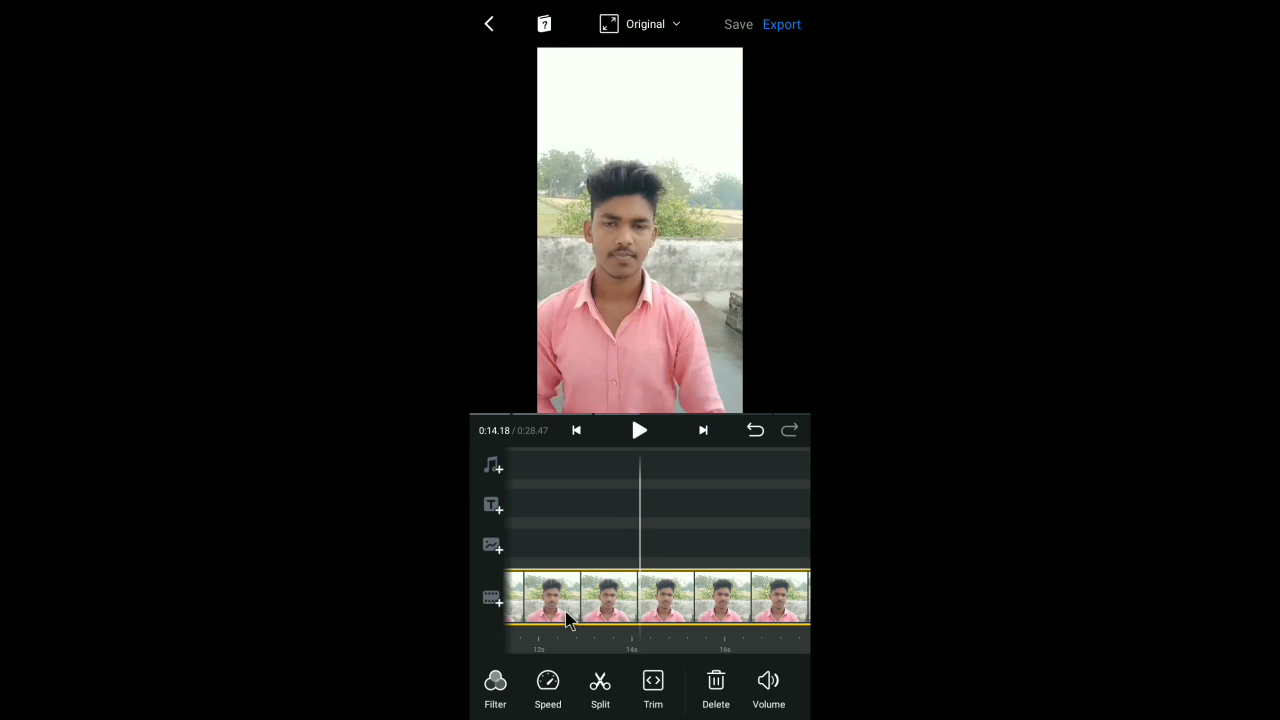 Original Save Export
0:14.18 / 0:28.47
T
12s 14s 16s
Filter Speed Split Trim Delete Volume